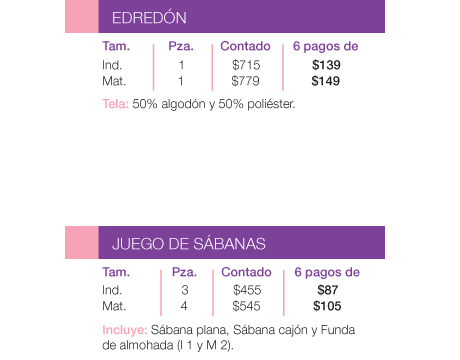 EDREDÓN
Tam. Pza. Contado 6 pagos de
Ind. 1 $715 $139
Mat. 1 $779 $149
Tela: 50% algodón y 50% poliéster.
JUEGO DE SÁBANAS
Tam. Pza. Contado 6 pagos de
Ind. 3 $455 $87
Mat. 4 $545 $105
Incluye: Sábana plana, Sábana cajón y Funda
de almohada (I 1 y M 2).